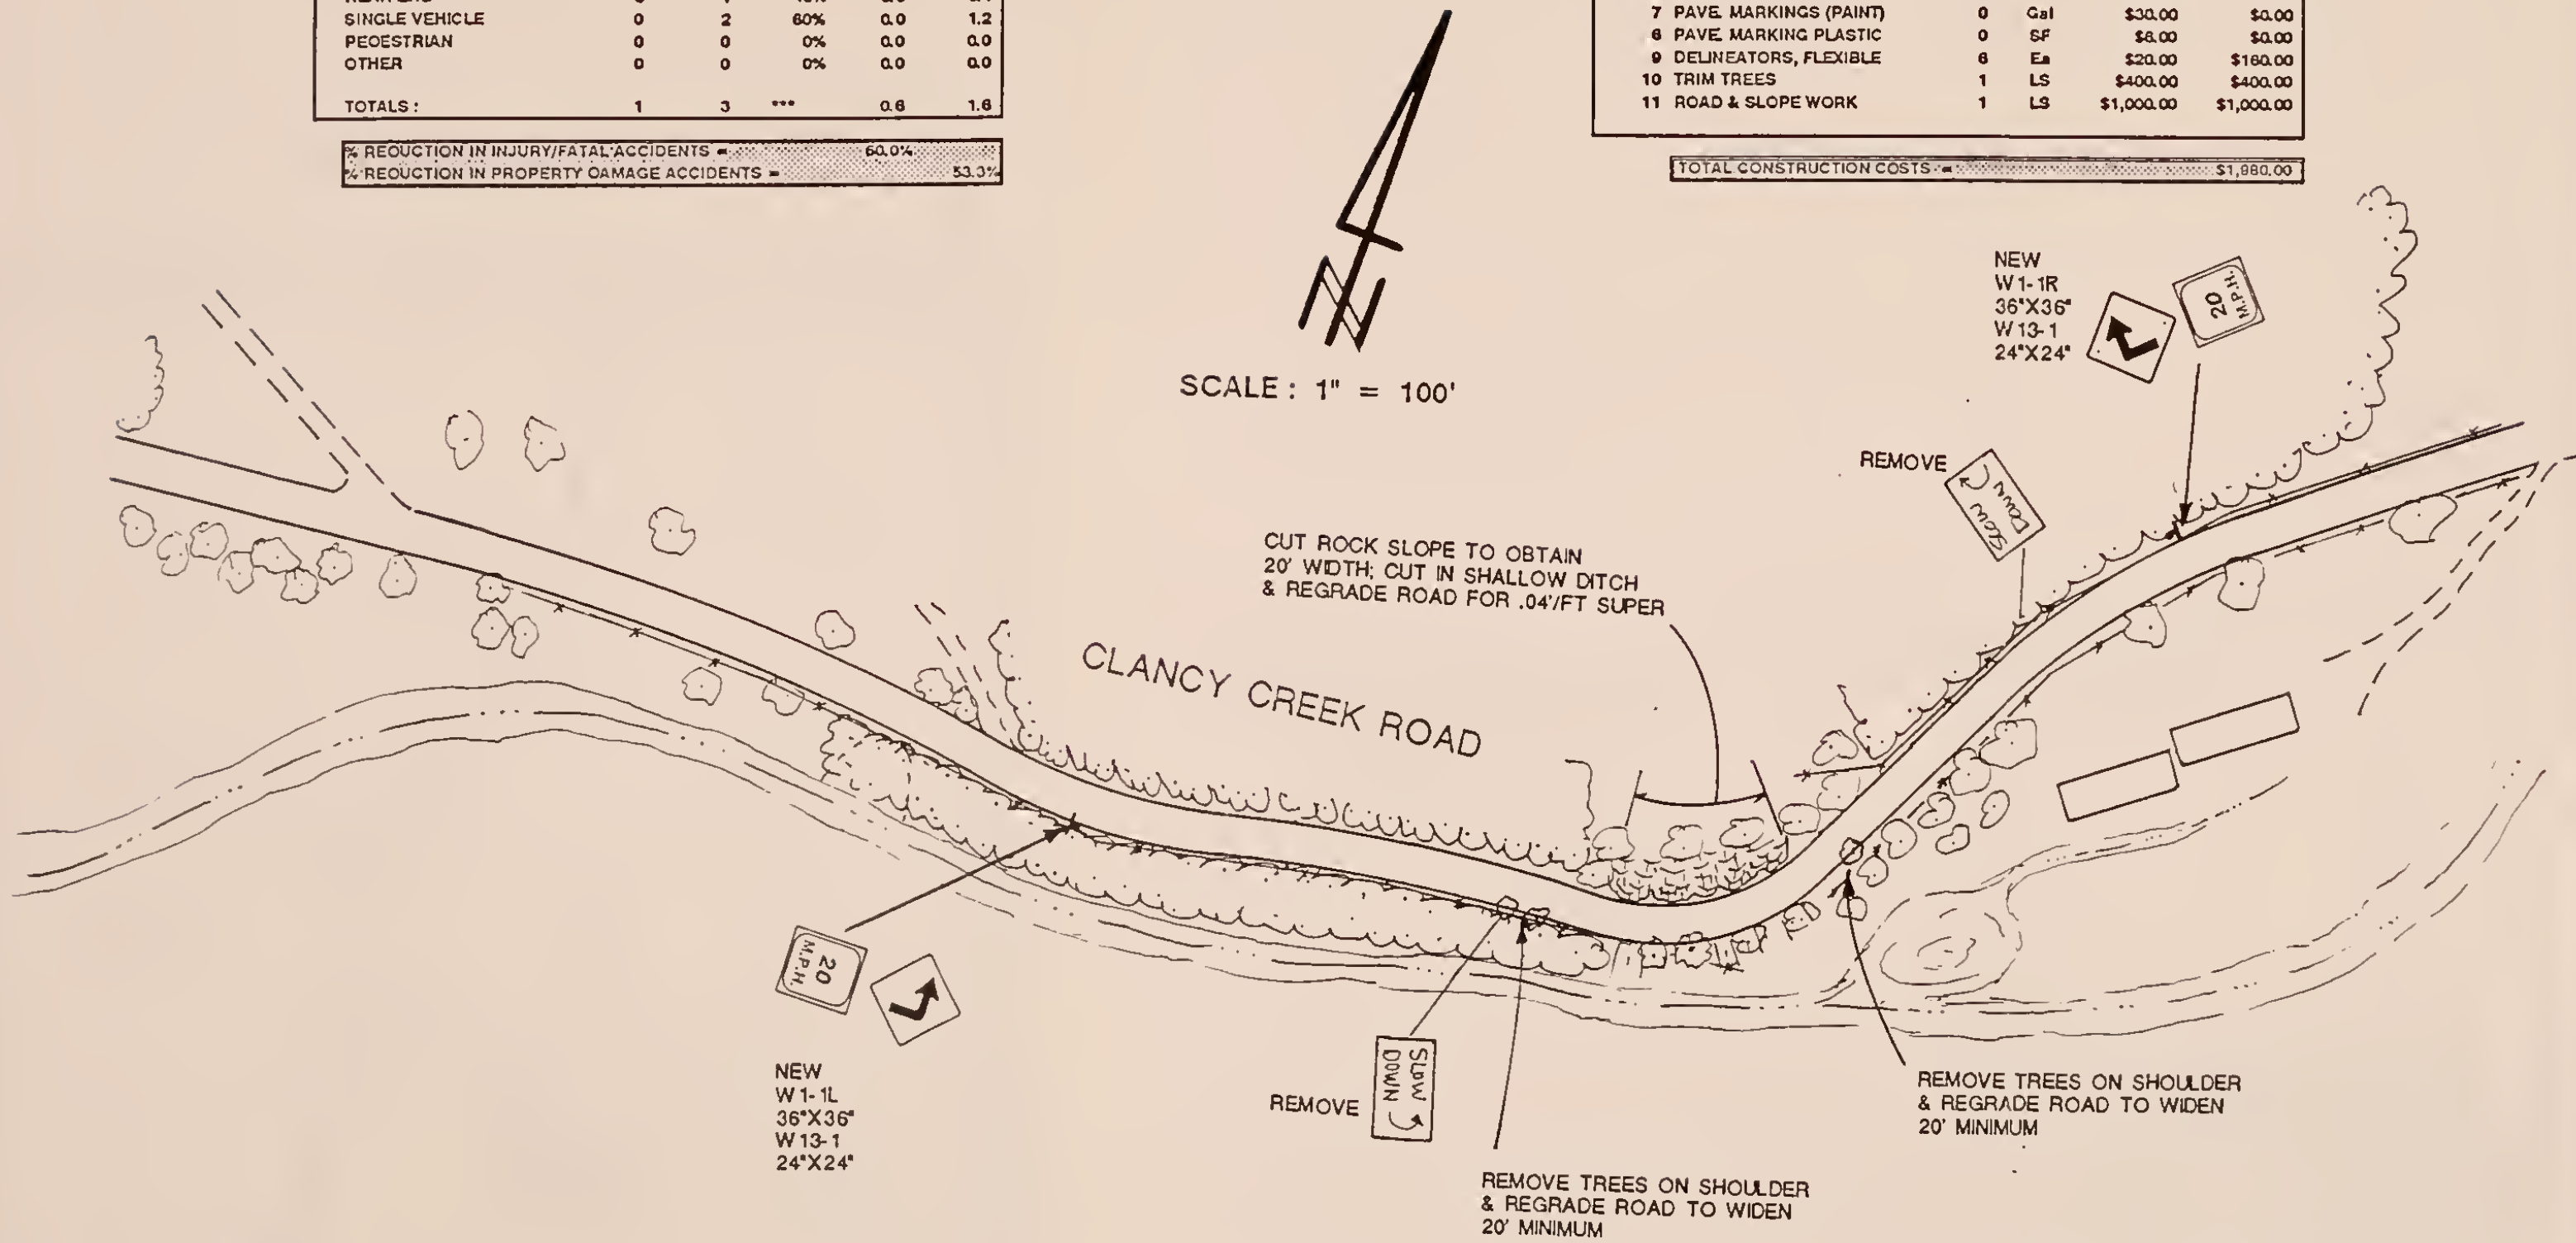 SINGLE VEHICLE 0 2 60% 0.0 1.2
PEOESTRIAN 0 0 0% 0.0 0.0
OTHER 0 0 0% 0.0 0.0
TOTALS : 1 3 *** 0.6 1.6
% REOUCTION IN INJURY/FATAL ACCIDENTS = 60.0%
% REOUCTION IN PROPERTY OAMAGE ACCIDENTS = 53.3%
7 PAVE. MARKINGS (PAINT) 0 Gal $30.00 $0.00
6 PAVE. MARKING PLASTIC 0 SF $6.00 $0.00
9 DELINEATORS, FLEXIBLE 6 Ea $20.00 $160.00
10 TRIM TREES 1 LS $400.00 $400.00
11 ROAD & SLOPE WORK 1 LS $1,000.00 $1,000.00
TOTAL CONSTRUCTION COSTS = $1,980.00
N
SCALE : 1" = 100'
NEW
W1-1R
36"X36"
W13-1
24"X24"
20
M.P.H.
REMOVE
SLOW
DOWN
CUT ROCK SLOPE TO OBTAIN
20' WIDTH; CUT IN SHALLOW DITCH
& REGRADE ROAD FOR .04'/FT SUPER
CLANCY CREEK ROAD
20
M.P.H.
NEW
W1-1L
36"X36"
W13-1
24"X24"
REMOVE
SLOW
DOWN
REMOVE TREES ON SHOULDER
& REGRADE ROAD TO WIDEN
20' MINIMUM
REMOVE TREES ON SHOULDER
& REGRADE ROAD TO WIDEN
20' MINIMUM